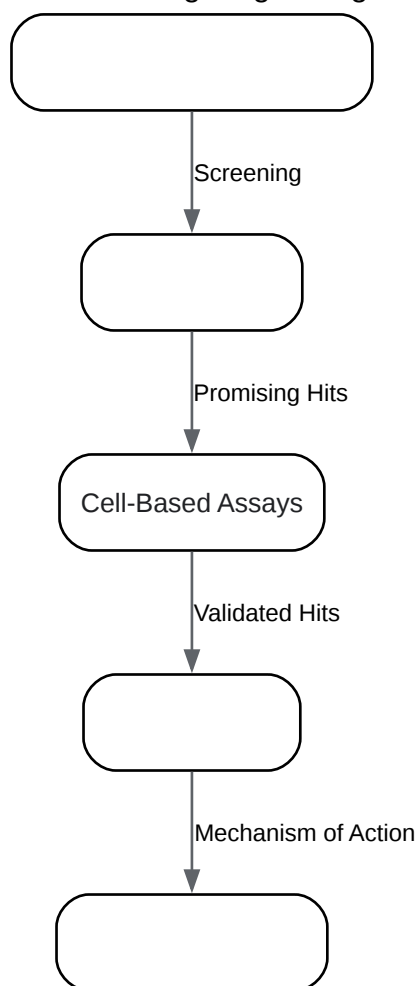 Screening
Promising Hits
Cell-Based Assays
Validated Hits
Mechanism of Action